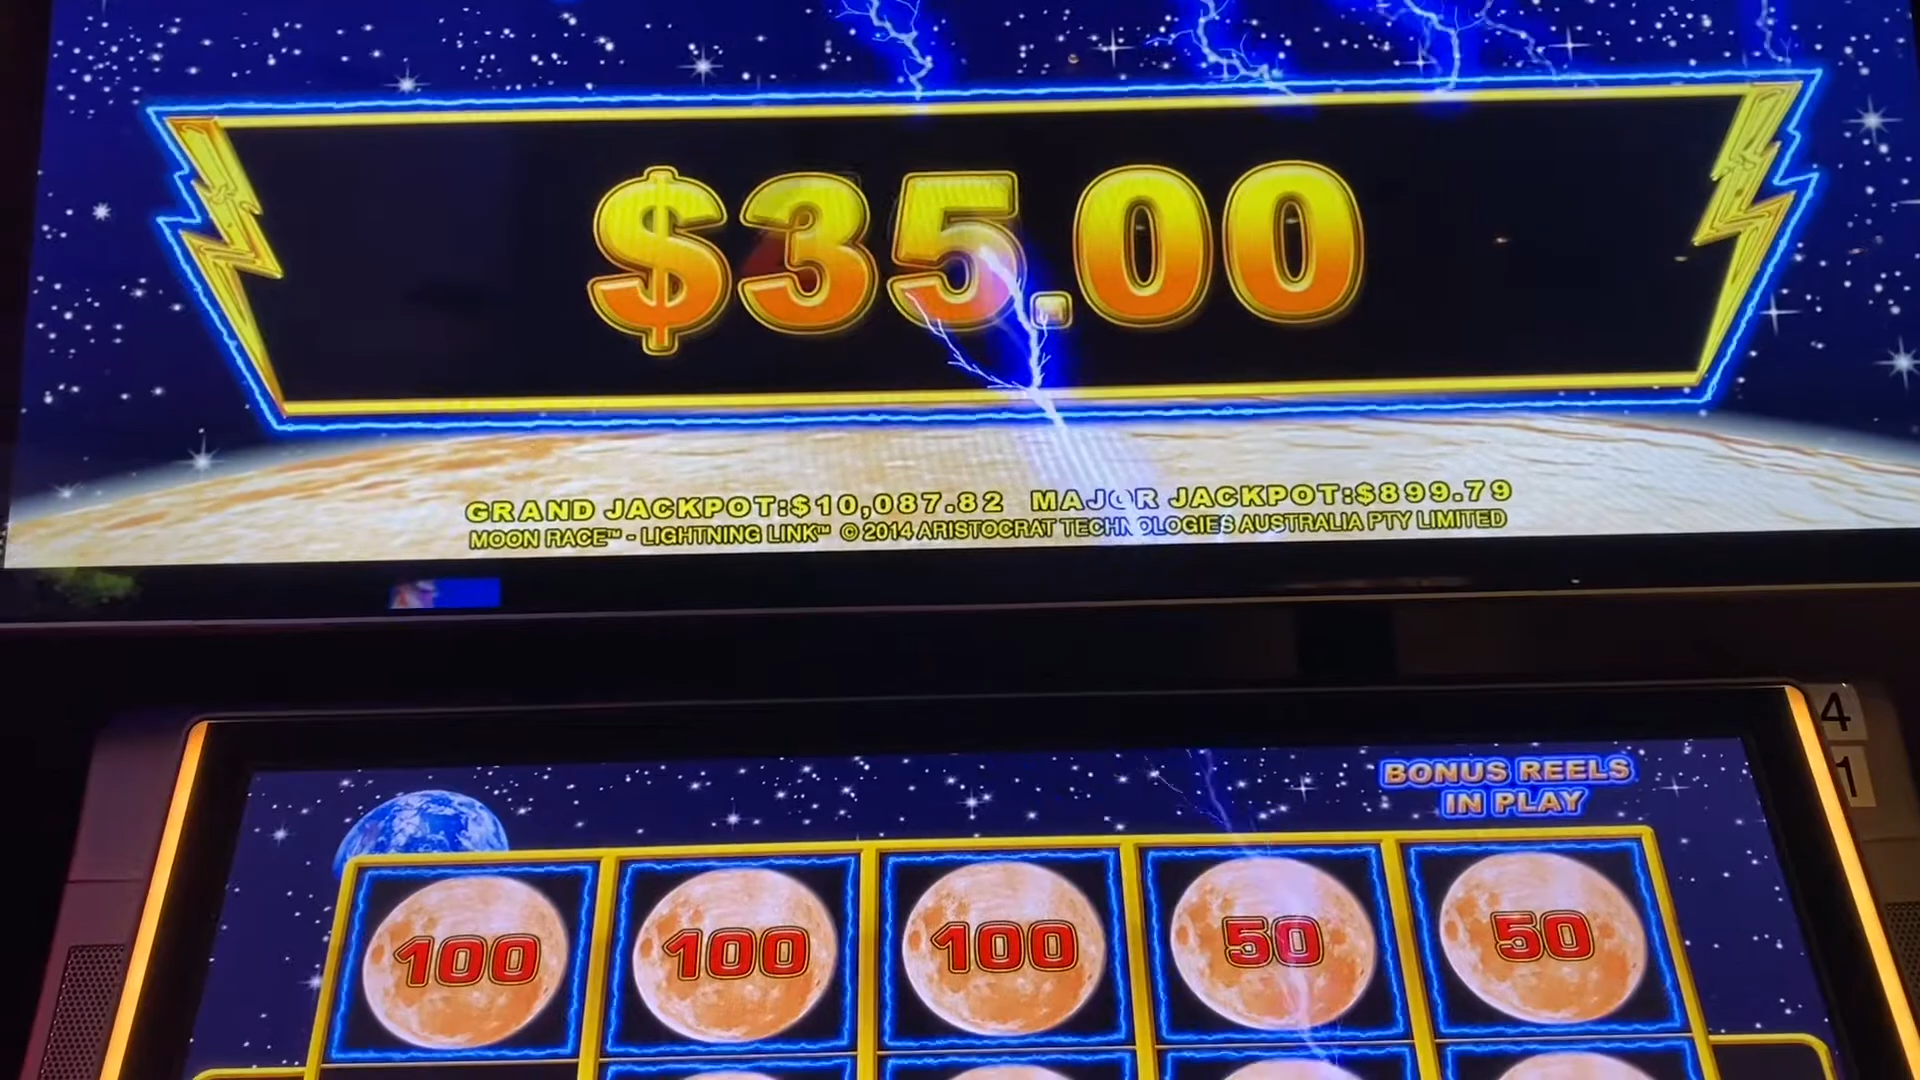 $35.00
GRAND JACKPOT:$10,087.82 MAJOR JACKPOT:$899.79
MOON RACE™ - LIGHTNING LINK™ © 2014 ARISTOCRAT TECHNOLOGIES AUSTRALIA PTY LIMITED
4
1
BONUS REELS
IN PLAY
100 100 100 50 50